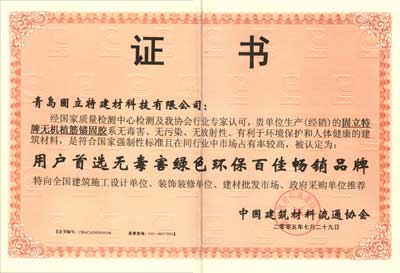 证 书
青岛固立特建材科技有限公司：
经国家质量检测中心检测及我协会行业专家认可，贵单位生产(经销)的固立特
牌无机植筋锚固胶系无毒害、无污染、无放射性、有利于环境保护和人体健康的建
筑材料，是符合国家强制性标准且在同行业中市场占有率较高，被认定为：
用户首选无毒害绿色环保百佳畅销品牌
特向全国建筑施工设计单位、装饰装修单位、建材批发市场、政府采购单位推荐
中国建筑材料流通协会
二零零五年七月二十九日